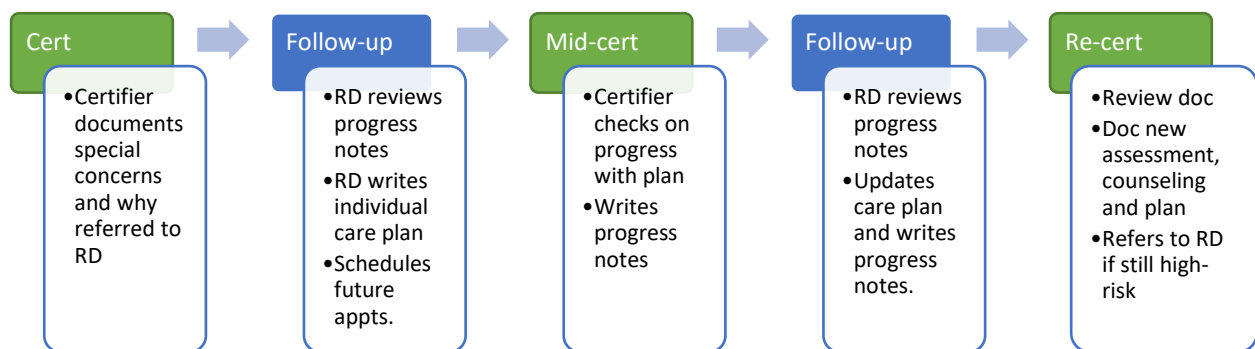 Cert
•Certifier
documents
special
concerns
and why
referred to
RD
Follow-up
•RD reviews
progress
notes
•RD writes
individual
care plan
•Schedules
future
appts.
Mid-cert
•Certifier
checks on
progress
with plan
•Writes
progress
notes
Follow-up
•RD reviews
progress
notes
•Updates
care plan
and writes
progress
notes.
Re-cert
•Review doc
•Doc new
assessment,
counseling
and plan
•Refers to RD
if still high-
risk